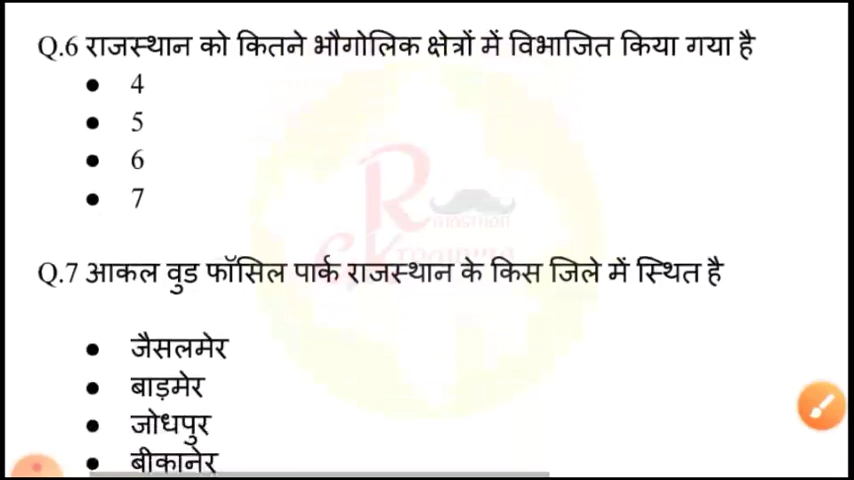 Q.6 राजस्थान को कितने भौगोलिक क्षेत्रों में विभाजित किया गया है
● 4
● 5
● 6
● 7
Q.7 आकल वुड फॉसिल पार्क राजस्थान के किस जिले में स्थित है
● जैसलमेर
● बाड़मेर
● जोधपुर
● बीकानेर